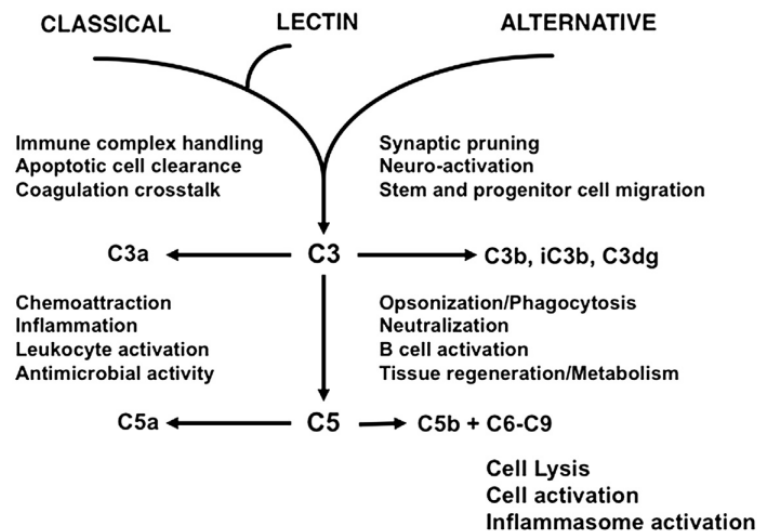 CLASSICAL LECTIN ALTERNATIVE
Immune complex handling
Apoptotic cell clearance
Coagulation crosstalk
Synaptic pruning
Neuro-activation
Stem and progenitor cell migration
C3a C3 C3b, iC3b, C3dg
Chemoattraction
Inflammation
Leukocyte activation
Antimicrobial activity
Opsonization/Phagocytosis
Neutralization
B cell activation
Tissue regeneration/Metabolism
C5a C5 C5b + C6-C9
Cell Lysis
Cell activation
Inflammasome activation